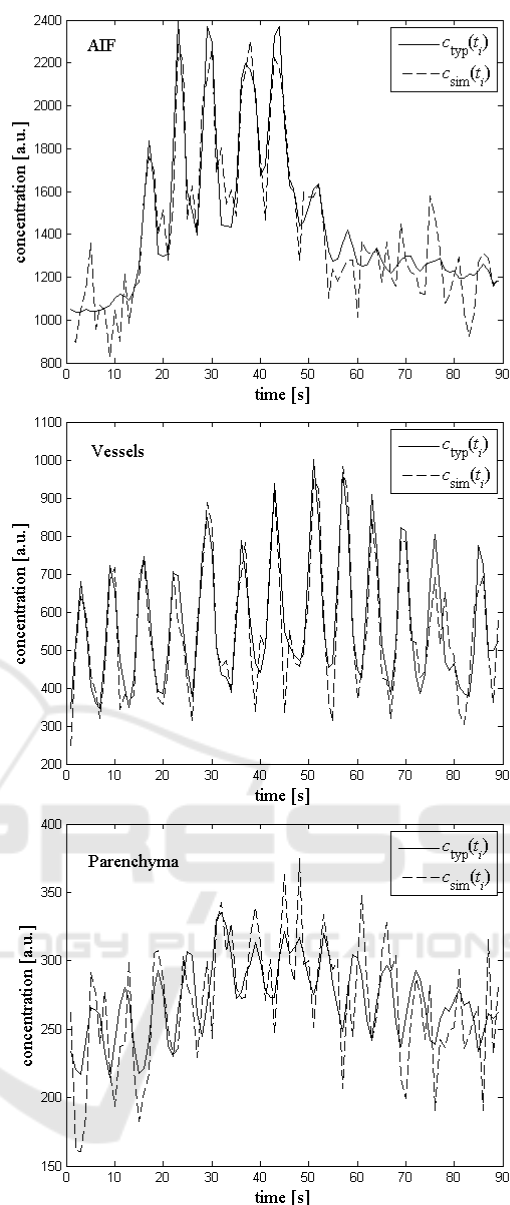 AIF
c_typ(t_i)
c_sim(t_i)
2400
2200
2000
1800
1600
1400
1200
1000
800
concentration [a.u.]
0 10 20 30 40 50 60 70 80 90
time [s]
Vessels
c_typ(t_i)
c_sim(t_i)
1100
1000
900
800
700
600
500
400
300
200
concentration [a.u.]
0 10 20 30 40 50 60 70 80 90
time [s]
Parenchyma
c_typ(t_i)
c_sim(t_i)
400
350
300
250
200
150
concentration [a.u.]
0 10 20 30 40 50 60 70 80 90
time [s]
PRESS
LOGY PUBLICATIONS